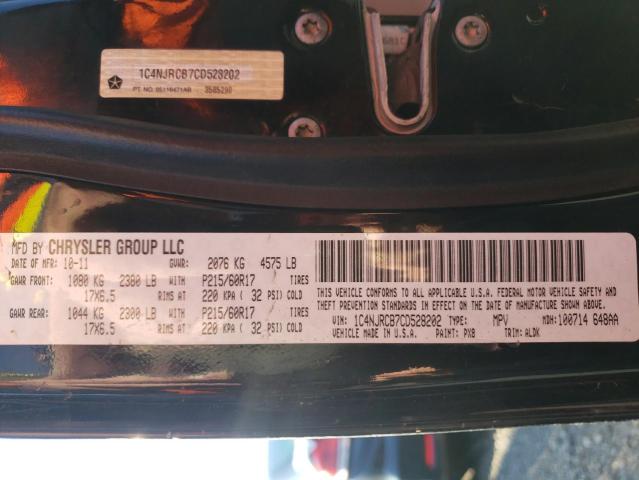 1C4NJRCB7CD528202
PT. NO. 05116471AB 3585290
MFD BY CHRYSLER GROUP LLC
DATE OF MFR: 10-11 GVWR: 2076 KG 4575 LB
GAWR FRONT: 1080 KG 2380 LB WITH P215/60R17 TIRES
17X6.5 RIMS AT 220 KPA ( 32 PSI) COLD
GAWR REAR: 1044 KG 2300 LB WITH P215/60R17 TIRES
17X6.5 RIMS AT 220 KPA ( 32 PSI) COLD
THIS VEHICLE CONFORMS TO ALL APPLICABLE U.S.A. FEDERAL MOTOR VEHICLE SAFETY AND
THEFT PREVENTION STANDARDS IN EFFECT ON THE DATE OF MANUFACTURE SHOWN ABOVE.
VIN: 1C4NJRCB7CD528202 TYPE: MPV MDH: 100714 648AA
VEHICLE MADE IN U.S.A. PAINT: PX8 TRIM: ALDK